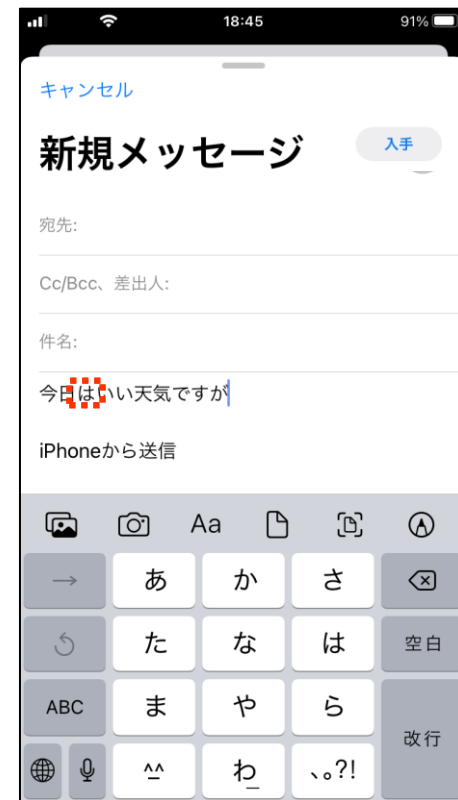 18:45
91%
キャンセル
新規メッセージ
入手
宛先:
Cc/Bcc、差出人:
件名:
今日はいい天気ですが
iPhoneから送信
Aa
→ あ か さ
た な は 空白
ABC ま や ら
改行
^^ わ_ 、。?!